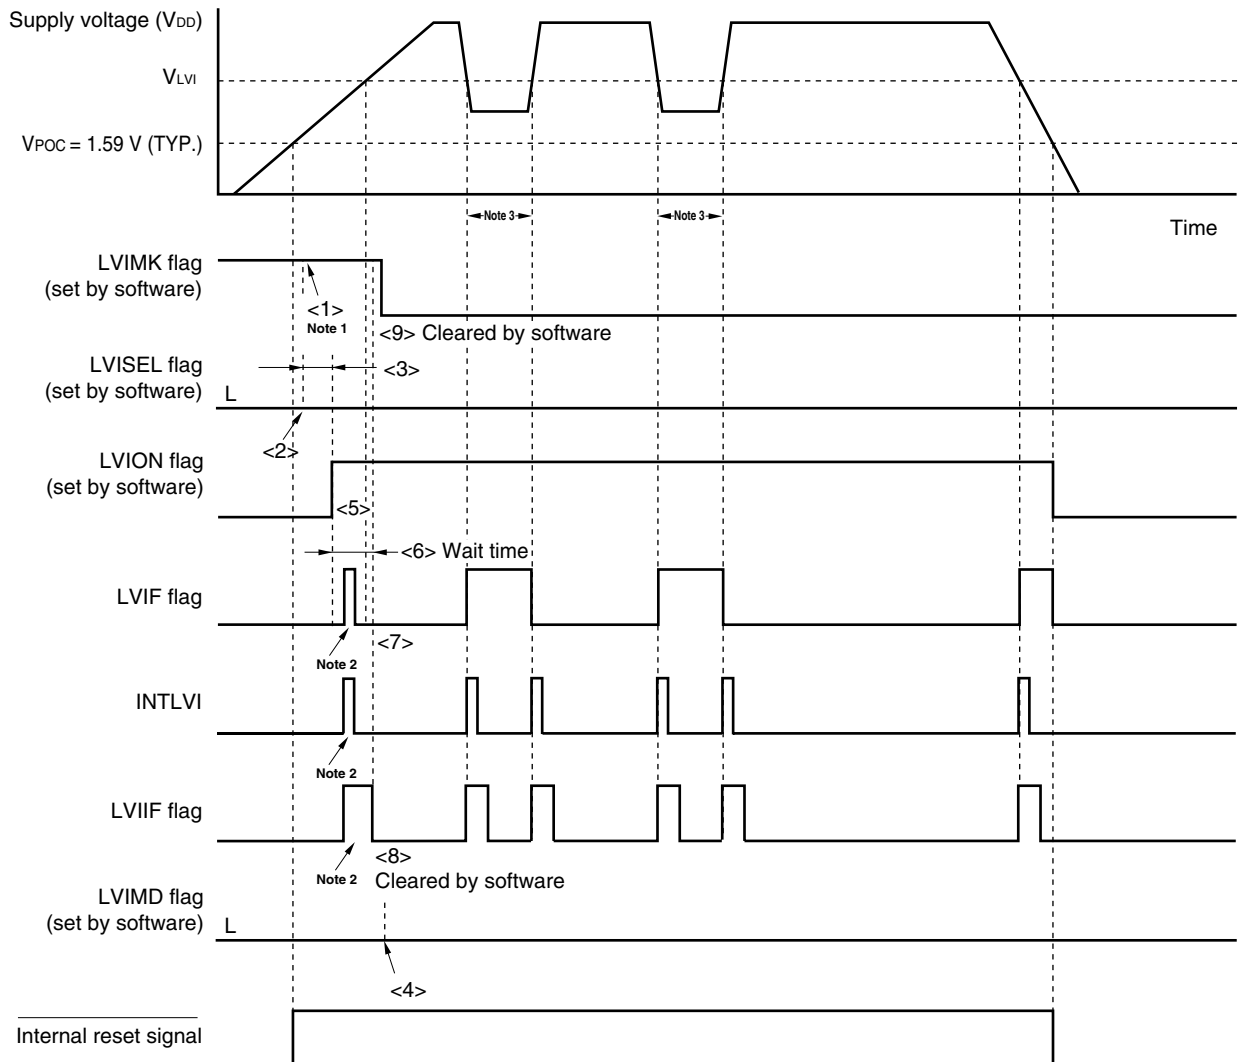 Supply voltage (VDD)
VLVI
VPOC = 1.59 V (TYP.)
Note 3
Note 3
Time
LVIMK flag
(set by software)
<1>
Note 1
<9> Cleared by software
LVISEL flag
(set by software)
L
<3>
<2>
LVION flag
(set by software)
<5>
<6> Wait time
LVIF flag
<7>
Note 2
INTLVI
Note 2
LVIIF flag
<8>
Note 2
Cleared by software
LVIMD flag
(set by software)
L
<4>
Internal reset signal